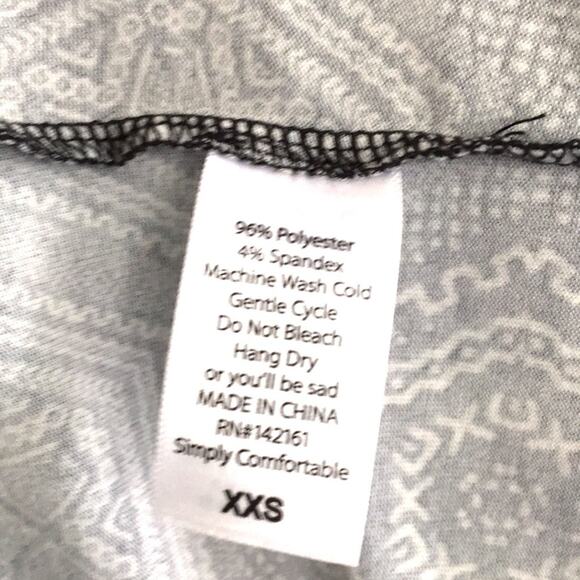 96% Polyester
4% Spandex
Machine Wash Cold
Gentle Cycle
Do Not Bleach
Hang Dry
or you'll be sad
MADE IN CHINA
RN#142161
Simply Comfortable
XXS